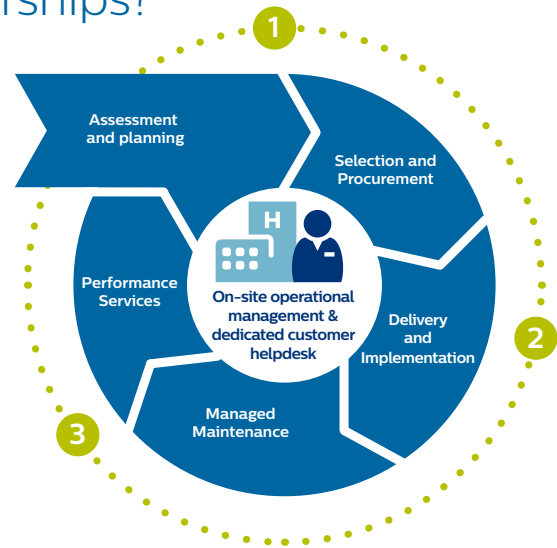 rships?
1
Assessment
and planning
Selection and
Procurement
H
On-site operational
management &
dedicated customer
helpdesk
Performance
Services
Delivery
and
Implementation
2
Managed
Maintenance
3